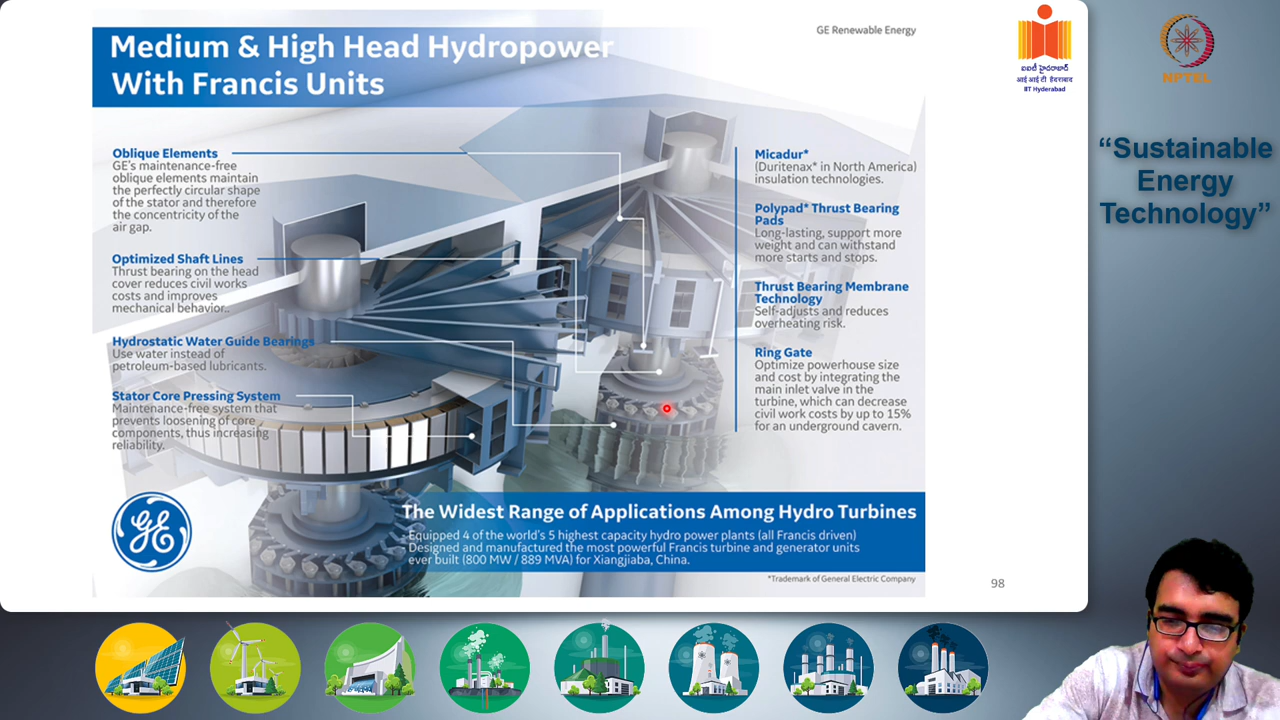 Medium & High Head Hydropower
With Francis Units
GE Renewable Energy
Oblique Elements
GE's maintenance-free
oblique elements maintain
the perfectly circular shape
of the stator and therefore
the concentricity of the
air gap.
Optimized Shaft Lines
Thrust bearing on the head
cover reduces civil works
costs and improves
mechanical behavior..
Hydrostatic Water Guide Bearings
Use water instead of
petroleum-based lubricants.
Stator Core Pressing System
Maintenance-free system that
prevents loosening of core
components, thus increasing
reliability.
Micadur*
(Duritenax* in North America)
insulation technologies.
Polypad* Thrust Bearing
Pads
Long-lasting, support more
weight and can withstand
more starts and stops.
Thrust Bearing Membrane
Technology
Self-adjusts and reduces
overheating risk.
Ring Gate
Optimize powerhouse size
and cost by integrating the
main inlet valve in the
turbine, which can decrease
civil work costs by up to 15%
for an underground cavern.
GE
The Widest Range of Applications Among Hydro Turbines
Equipped 4 of the world's 5 highest capacity hydro power plants (all Francis driven)
Designed and manufactured the most powerful Francis turbine and generator units
ever built (800 MW / 889 MVA) for Xiangjiaba, China.
*Trademark of General Electric Company
98
ఐఐటీ హైదరాబాద్
आई आई टी हैदराबाद
IIT Hyderabad
NPTEL
“Sustainable
Energy
Technology”